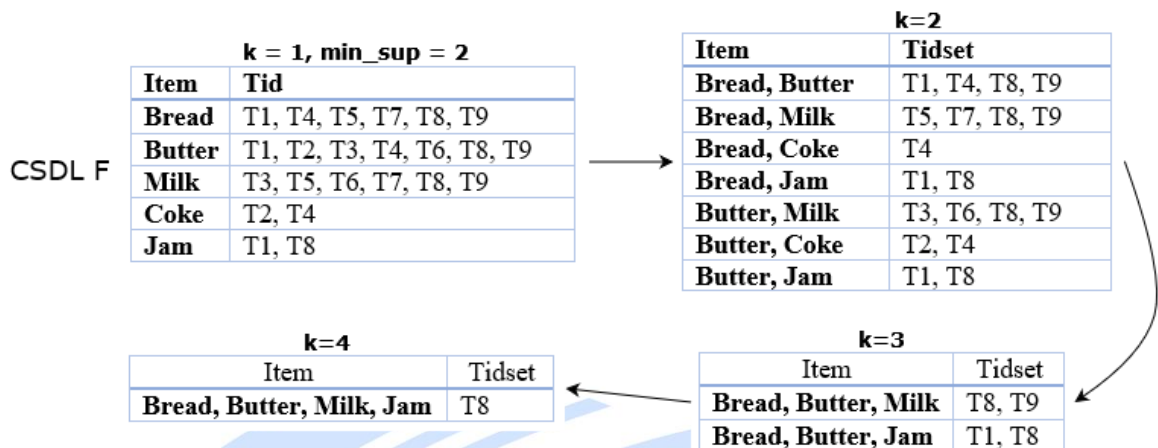 k = 1, min_sup = 2
Item Tid
Bread T1, T4, T5, T7, T8, T9
Butter T1, T2, T3, T4, T6, T8, T9
Milk T3, T5, T6, T7, T8, T9
Coke T2, T4
Jam T1, T8
CSDL F
k=2
Item Tidset
Bread, Butter T1, T4, T8, T9
Bread, Milk T5, T7, T8, T9
Bread, Coke T4
Bread, Jam T1, T8
Butter, Milk T3, T6, T8, T9
Butter, Coke T2, T4
Butter, Jam T1, T8
k=3
Item Tidset
Bread, Butter, Milk T8, T9
Bread, Butter, Jam T1, T8
k=4
Item Tidset
Bread, Butter, Milk, Jam T8